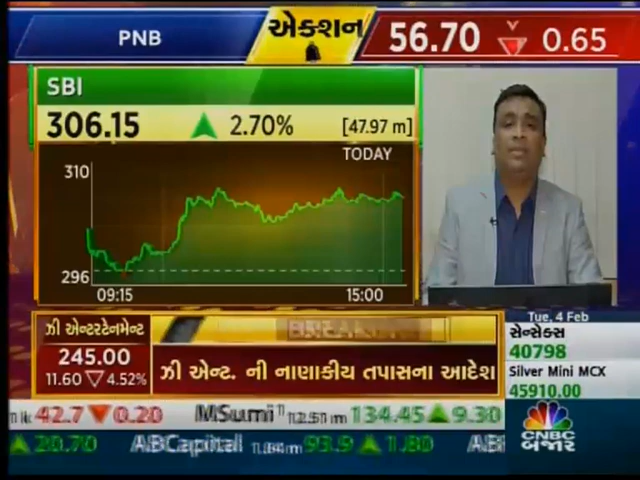 PNB
એક્શન
56.70 0.65
SBI
306.15 2.70% [47.97 m]
TODAY
310
296
09:15 15:00
Tue, 4 Feb
ઝી એન્ટરટેનમેન્ટ
245.00
11.60 4.52%
ઝી એન્ટ. ની નાણાકીય તપાસના આદેશ
સેન્સેક્સ
40798
Silver Mini MCX
45910.00
42.7 0.20 MSumi 134.45 9.30
20.70 ABCapital 93.9 1.80
CNBC
બજાર